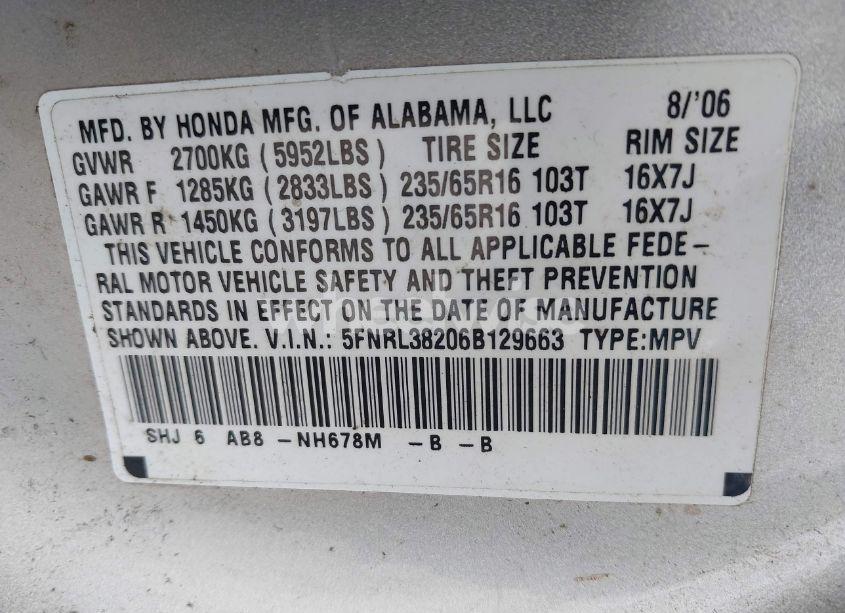 MFD. BY HONDA MFG. OF ALABAMA, LLC 8/'06
GVWR 2700KG (5952LBS) TIRE SIZE RIM SIZE
GAWR F 1285KG (2833LBS) 235/65R16 103T 16X7J
GAWR R 1450KG (3197LBS) 235/65R16 103T 16X7J
THIS VEHICLE CONFORMS TO ALL APPLICABLE FEDE-
RAL MOTOR VEHICLE SAFETY AND THEFT PREVENTION
STANDARDS IN EFFECT ON THE DATE OF MANUFACTURE
SHOWN ABOVE. V.I.N.: 5FNRL38206B129663 TYPE:MPV
SHJ 6 AB8 -NH678M -B -B